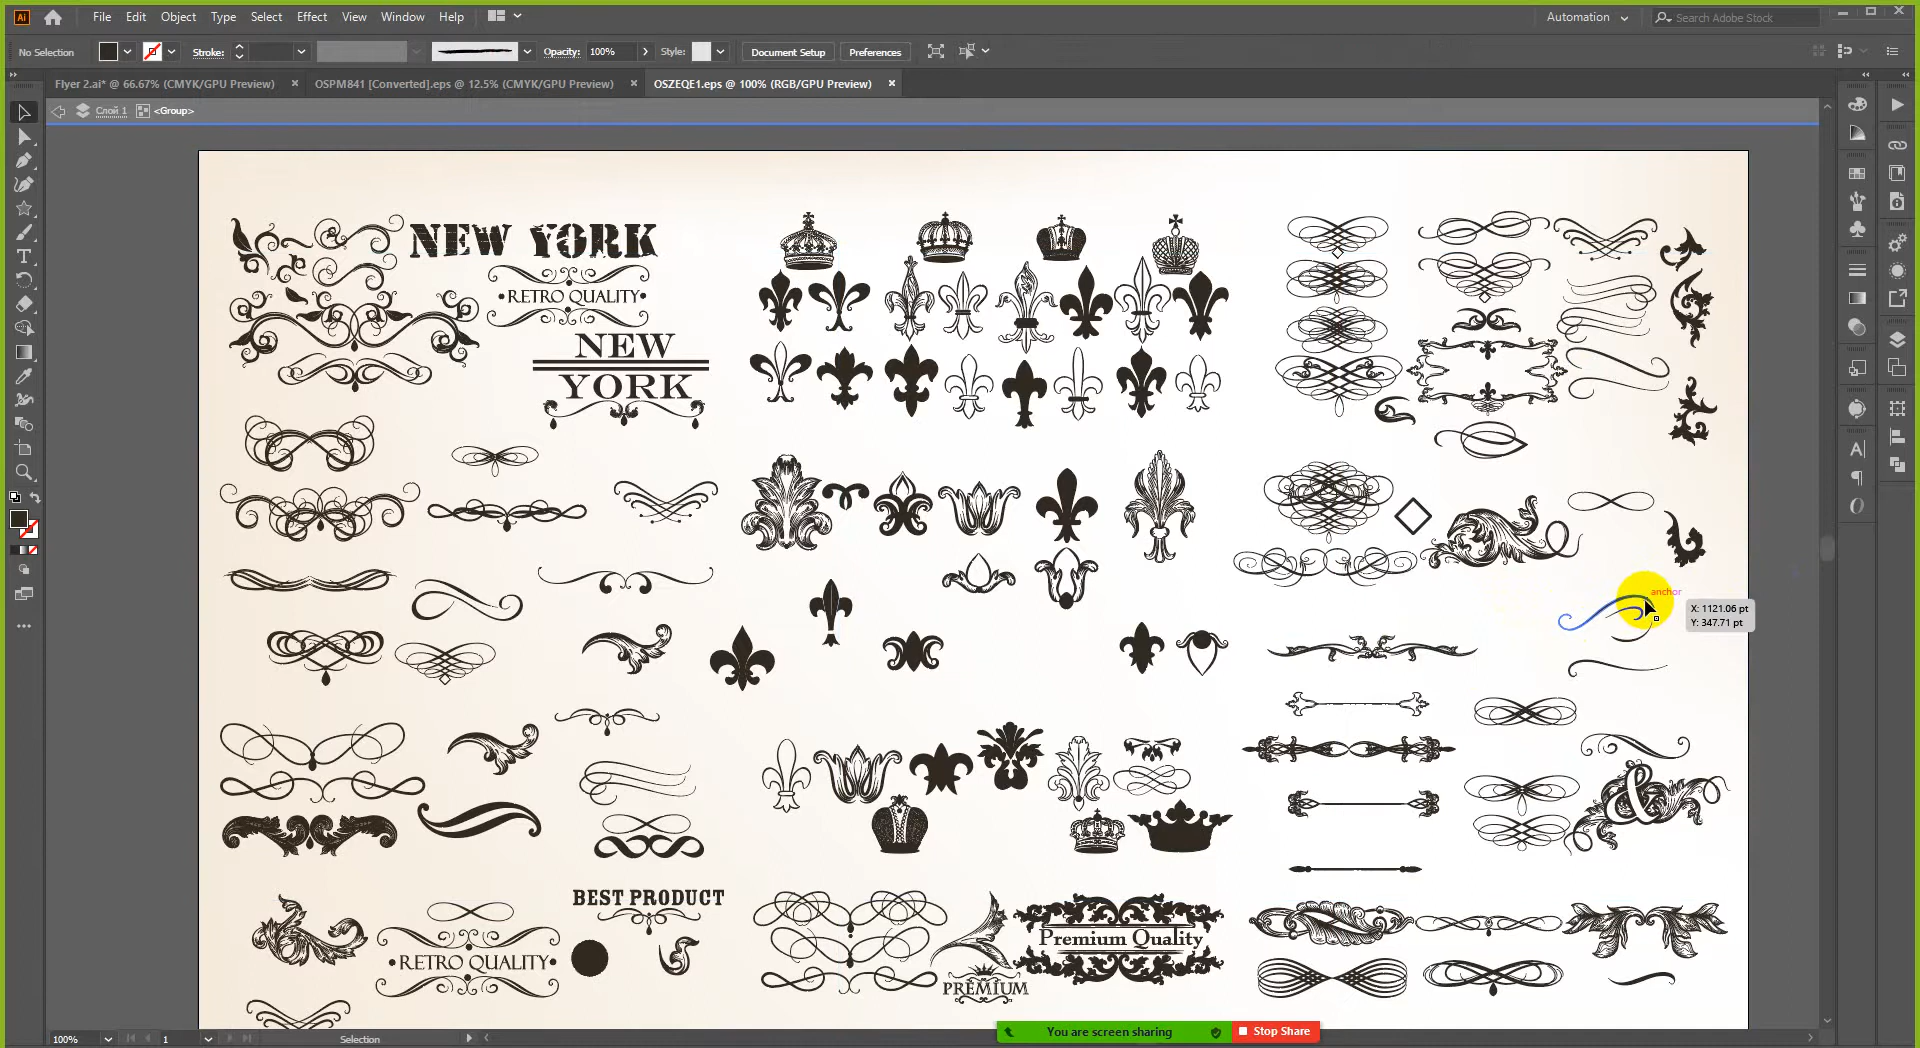 Ai File Edit Object Type Select Effect View Window Help Automation Search Adobe Stock
No Selection Stroke: Opacity: 100% Style: Document Setup Preferences
Flyer 2.ai* @ 66.67% (CMYK/GPU Preview) × OSPM841 [Converted].eps @ 12.5% (CMYK/GPU Preview) × OSZEQE1.eps @ 100% (RGB/GPU Preview) ×
Слой 1 <Group>
NEW YORK
•RETRO QUALITY•
NEW
YORK
anchor
X: 1121.06 pt
Y: 347.71 pt
&
BEST PRODUCT
•RETRO QUALITY•
Premium Quality
PREMIUM
You are screen sharing Stop Share
100% 1 Selection